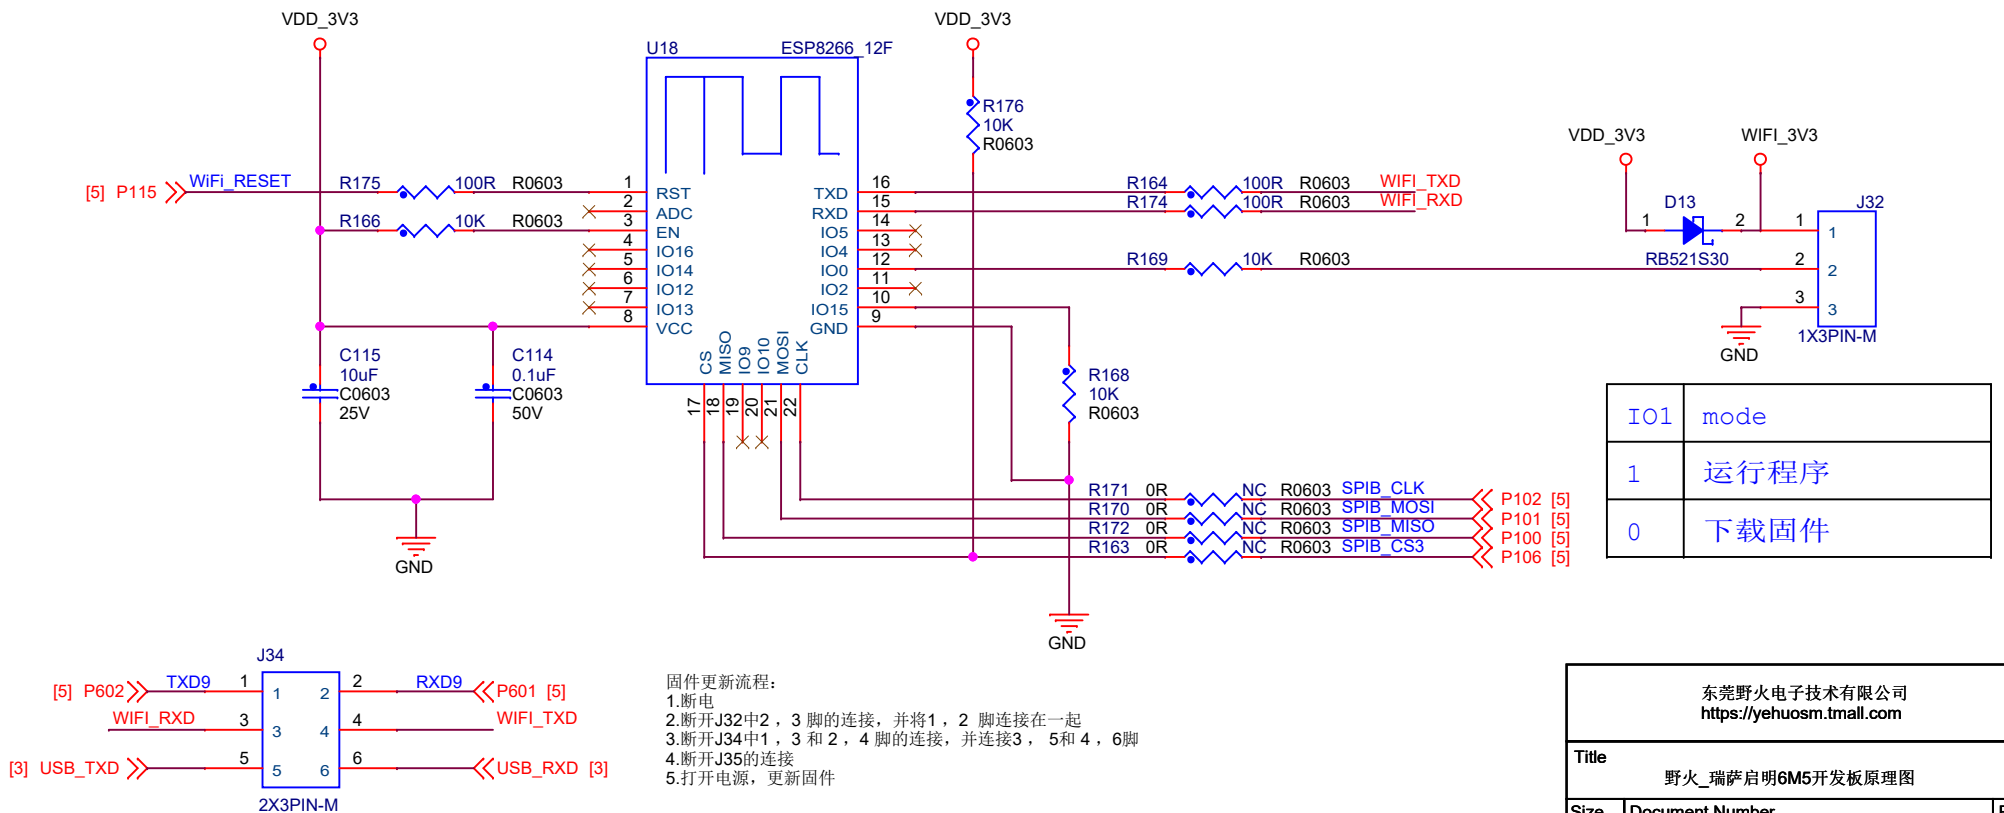 VDD_3V3
VDD_3V3
U18 ESP8266_12F
R176
10K
R0603
VDD_3V3 WIFI_3V3
[5] P115 WiFi_RESET R175 100R R0603 1 RST
2 ADC
R166 10K R0603 3 EN
4 IO16
5 IO14
6 IO12
7 IO13
8 VCC
TXD 16 R164 100R R0603 WIFI_TXD
RXD 15 R174 100R R0603 WIFI_RXD
IO5 14
IO4 13
IO0 12 R169 10K R0603
IO2 11
IO15 10
GND 9
CS MISO IO9 IO10 MOSI CLK
17 18 19 20 21 22
D13 J32
1 2 1 1
RB521S30 2 2
3 3
GND 1X3PIN-M
C115
10uF
C0603
25V
C114
0.1uF
C0603
50V
GND
R168
10K
R0603
R171 0R NC R0603 SPIB_CLK P102 [5]
R170 0R NC R0603 SPIB_MOSI P101 [5]
R172 0R NC R0603 SPIB_MISO P100 [5]
R163 0R NC R0603 SPIB_CS3 P106 [5]
GND
IO1 mode
1 运行程序
0 下载固件
J34
[5] P602 TXD9 1 1 2 2 RXD9 P601 [5]
WIFI_RXD 3 3 4 4 WIFI_TXD
[3] USB_TXD 5 5 6 6 USB_RXD [3]
2X3PIN-M
固件更新流程：
1.断电
2.断开J32中2，3 脚的连接，并将1，2 脚连接在一起
3.断开J34中1，3 和 2，4 脚的连接，并连接3， 5和 4，6脚
4.断开J35的连接
5.打开电源，更新固件
东莞野火电子技术有限公司
https://yehuosm.tmall.com
Title
野火_瑞萨启明6M5开发板原理图
Size Document Number